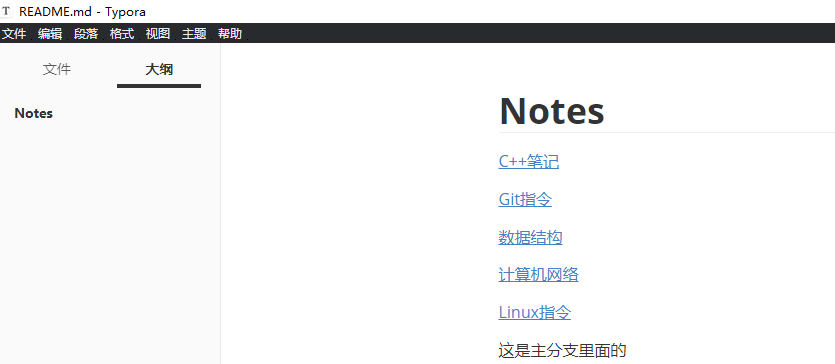 T README.md - Typora
文件 编辑 段落 格式 视图 主题 帮助
文件 大纲
Notes
Notes
C++笔记
Git指令
数据结构
计算机网络
Linux指令
这是主分支里面的